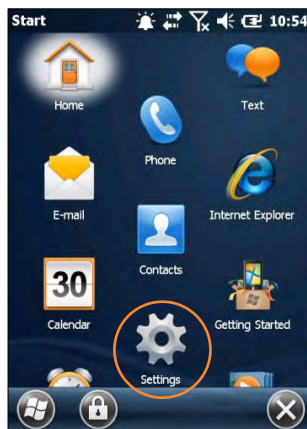 Start 10:54
Home
Text
Phone
E-mail
Internet Explorer
Contacts
30
Calendar
Getting Started
Settings